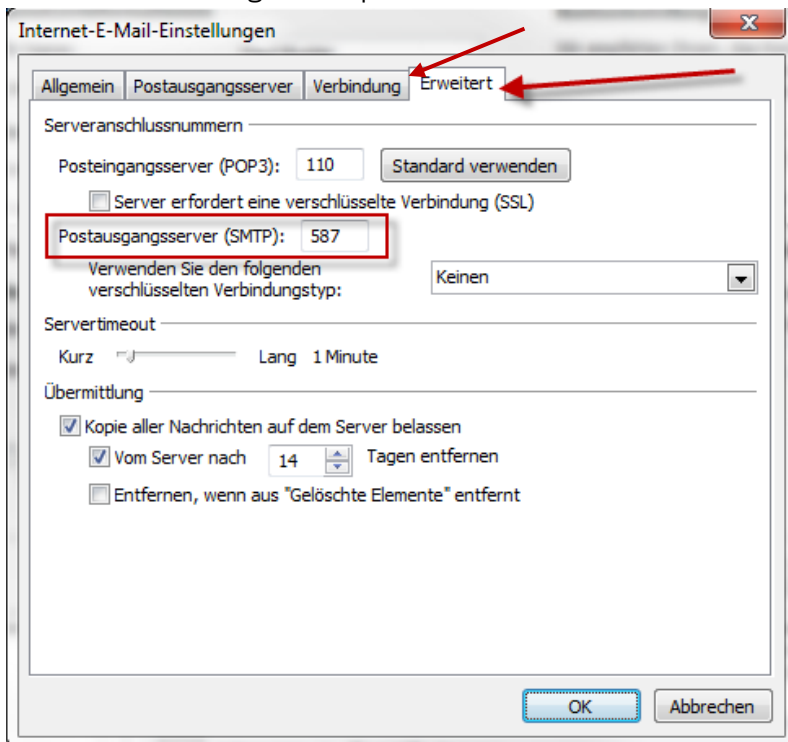 Internet-E-Mail-Einstellungen
Allgemein Postausgangsserver Verbindung Erweitert
Serveranschlussnummern
Posteingangsserver (POP3): 110 Standard verwenden
Server erfordert eine verschlüsselte Verbindung (SSL)
Postausgangsserver (SMTP): 587
Verwenden Sie den folgenden
verschlüsselten Verbindungstyp: Keinen
Servertimeout
Kurz Lang 1 Minute
Übermittlung
Kopie aller Nachrichten auf dem Server belassen
Vom Server nach 14 Tagen entfernen
Entfernen, wenn aus "Gelöschte Elemente" entfernt
OK Abbrechen